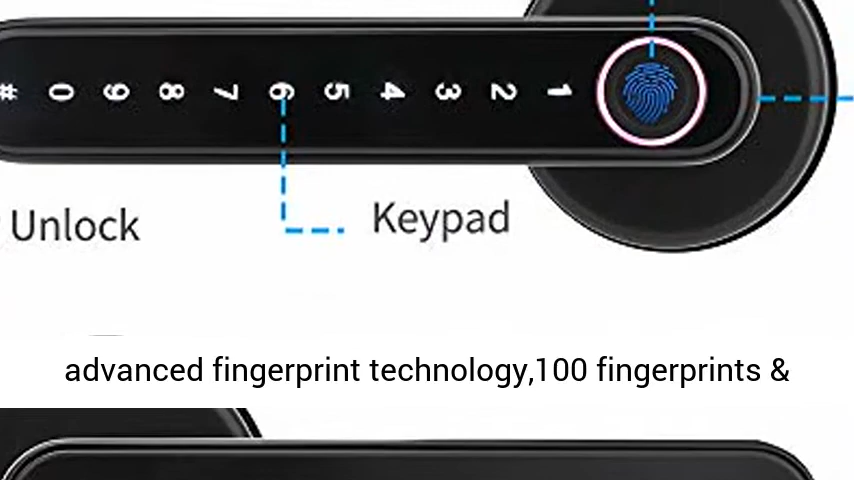 # 0 9 8 7 6 5 4 3 2 1
Unlock
Keypad
advanced fingerprint technology,100 fingerprints &